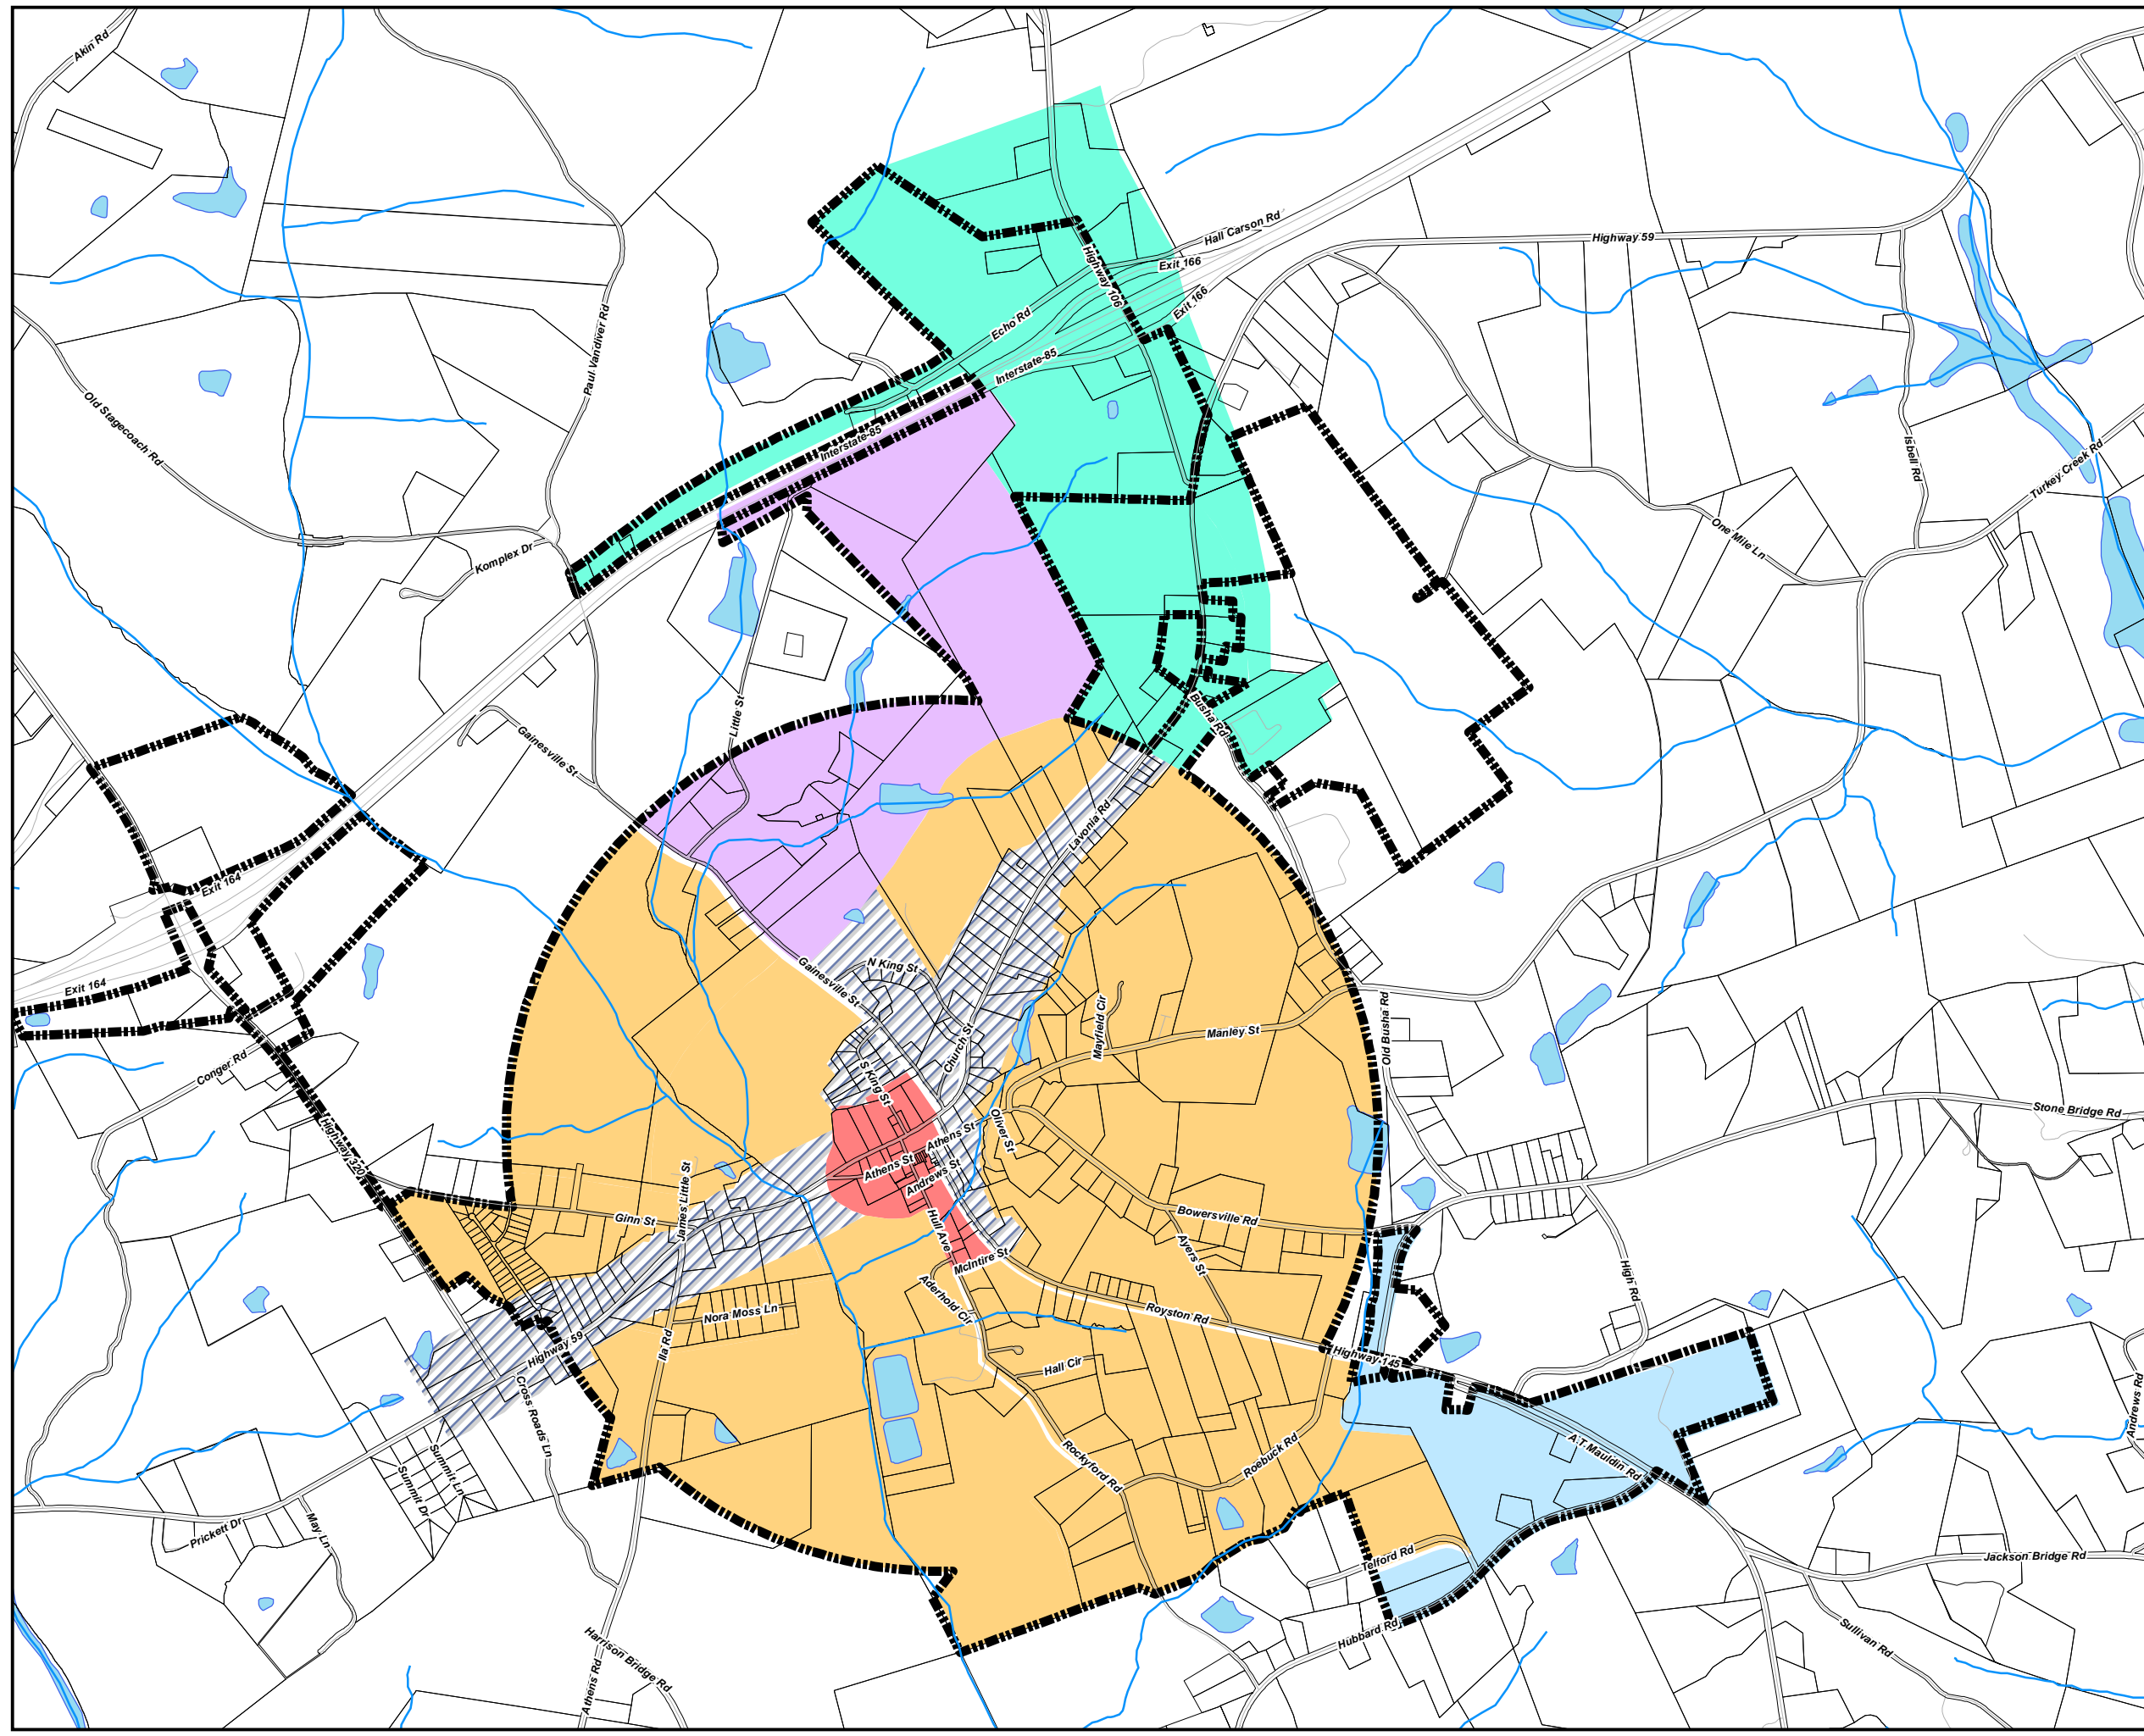 Akin Rd
Hall Carson Rd
Highway 59
Exit 166
Highway 106
Exit 166
Echo Rd
Paul Vandiver Rd
Interstate-85
Old Stagecoach Rd
Interstate-85
Isbell Rd
Turkey Creek Rd
One Mile Ln
Komplex Dr
Little St
Busha Rd
Gainesville St
Lavonia Rd
Exit 164
N King St
Gainesville St
Exit 164
Mayfield Cir
Manley St
Old Busha Rd
Church St
Conger Rd
S King St
Stone Bridge Rd
Highway 320
Oliver St
Athens St
Athens St
Andrews St
James Little St
Ginn St
Hull Ave
Bowersville Rd
Ayers St
McIntire St
High Rd
Aderhold Cir
Nora Moss Ln
Royston Rd
Ila Rd
Highway 59
Highway 145
Hall Cir
Cross Roads Ln
Andrews Rd
Summit Ln
Summit Dr
Rockyford Rd
Roebuck Rd
A T Mauldin Rd
Prickett Dr
May Ln
Telford Rd
Jackson Bridge Rd
Hubbard Rd
Sullivan Rd
Harrison Bridge Rd
Athens Rd